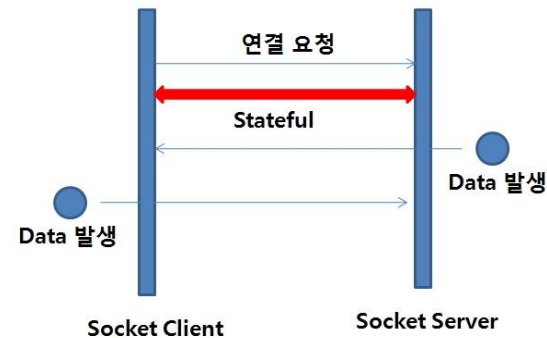 연결 요청
Stateful
Data 발생
Data 발생
Socket Client
Socket Server